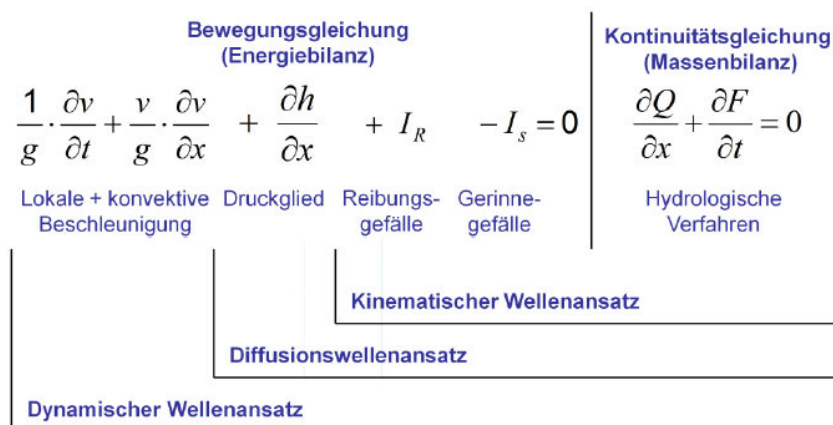 Bewegungsgleichung
(Energiebilanz)
Kontinuitätsgleichung
(Massenbilanz)
1/g · ∂v/∂t + v/g · ∂v/∂x + ∂h/∂x + I_R − I_s = 0
∂Q/∂x + ∂F/∂t = 0
Lokale + konvektive
Beschleunigung
Druckglied
Reibungs-
gefälle
Gerinne-
gefälle
Hydrologische
Verfahren
Kinematischer Wellenansatz
Diffusionswellenansatz
Dynamischer Wellenansatz